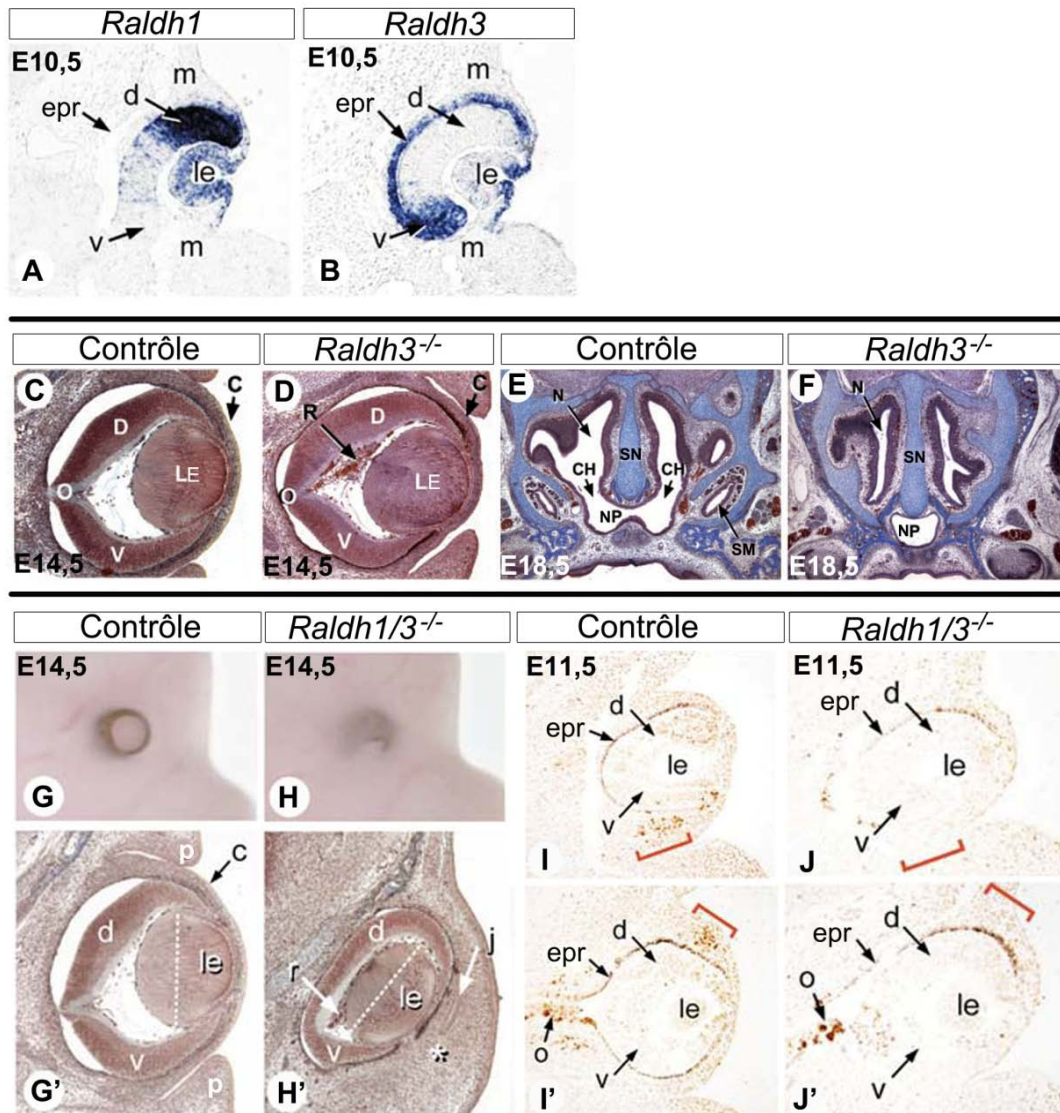 Raldh1 Raldh3
E10,5 m epr d le v m A
E10,5 m epr d le v m B
Contrôle Raldh3-/- Contrôle Raldh3-/-
C C D O LE V E14,5
D C R D O LE V E14,5
E N SN CH CH NP SM E18,5
F N SN NP E18,5
Contrôle Raldh1/3-/- Contrôle Raldh1/3-/-
E14,5 G
E14,5 H
E11,5 d epr le v I
E11,5 d epr le v J
p c d le v p G'
d j r le v * H'
d epr le o v I'
d epr o le v J'